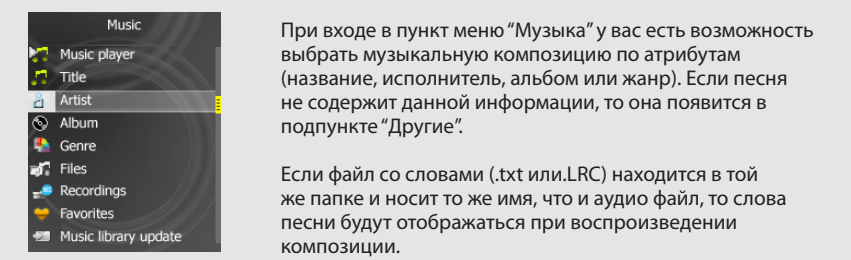 Music
Music player
Title
Artist
Album
Genre
Files
Recordings
Favorites
Music library update
При входе в пункт меню “Музыка” у вас есть возможность
выбрать музыкальную композицию по атрибутам
(название, исполнитель, альбом или жанр). Если песня
не содержит данной информации, то она появится в
подпункте “Другие”.
Если файл со словами (.txt или.LRC) находится в той
же папке и носит то же имя, что и аудио файл, то слова
песни будут отображаться при воспроизведении
композиции.